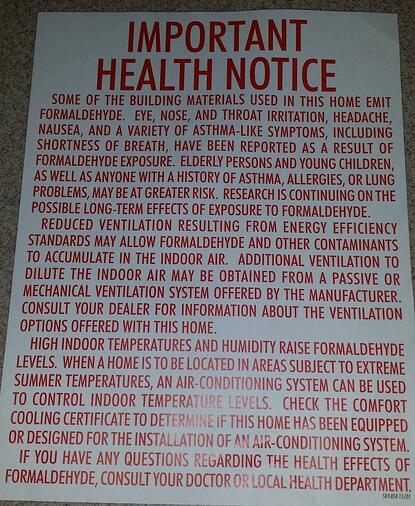 IMPORTANT
HEALTH NOTICE
SOME OF THE BUILDING MATERIALS USED IN THIS HOME EMIT
FORMALDEHYDE. EYE, NOSE, AND THROAT IRRITATION, HEADACHE,
NAUSEA, AND A VARIETY OF ASTHMA-LIKE SYMPTOMS, INCLUDING
SHORTNESS OF BREATH, HAVE BEEN REPORTED AS A RESULT OF
FORMALDEHYDE EXPOSURE. ELDERLY PERSONS AND YOUNG CHILDREN,
AS WELL AS ANYONE WITH A HISTORY OF ASTHMA, ALLERGIES, OR LUNG
PROBLEMS, MAY BE AT GREATER RISK. RESEARCH IS CONTINUING ON THE
POSSIBLE LONG-TERM EFFECTS OF EXPOSURE TO FORMALDEHYDE.
REDUCED VENTILATION RESULTING FROM ENERGY EFFICIENCY
STANDARDS MAY ALLOW FORMALDEHYDE AND OTHER CONTAMINANTS
TO ACCUMULATE IN THE INDOOR AIR. ADDITIONAL VENTILATION TO
DILUTE THE INDOOR AIR MAY BE OBTAINED FROM A PASSIVE OR
MECHANICAL VENTILATION SYSTEM OFFERED BY THE MANUFACTURER.
CONSULT YOUR DEALER FOR INFORMATION ABOUT THE VENTILATION
OPTIONS OFFERED WITH THIS HOME.
HIGH INDOOR TEMPERATURES AND HUMIDITY RAISE FORMALDEHYDE
LEVELS. WHEN A HOME IS TO BE LOCATED IN AREAS SUBJECT TO EXTREME
SUMMER TEMPERATURES, AN AIR-CONDITIONING SYSTEM CAN BE USED
TO CONTROL INDOOR TEMPERATURE LEVELS. CHECK THE COMFORT
COOLING CERTIFICATE TO DETERMINE IF THIS HOME HAS BEEN EQUIPPED
OR DESIGNED FOR THE INSTALLATION OF AN AIR-CONDITIONING SYSTEM.
IF YOU HAVE ANY QUESTIONS REGARDING THE HEALTH EFFECTS OF
FORMALDEHYDE, CONSULT YOUR DOCTOR OR LOCAL HEALTH DEPARTMENT.